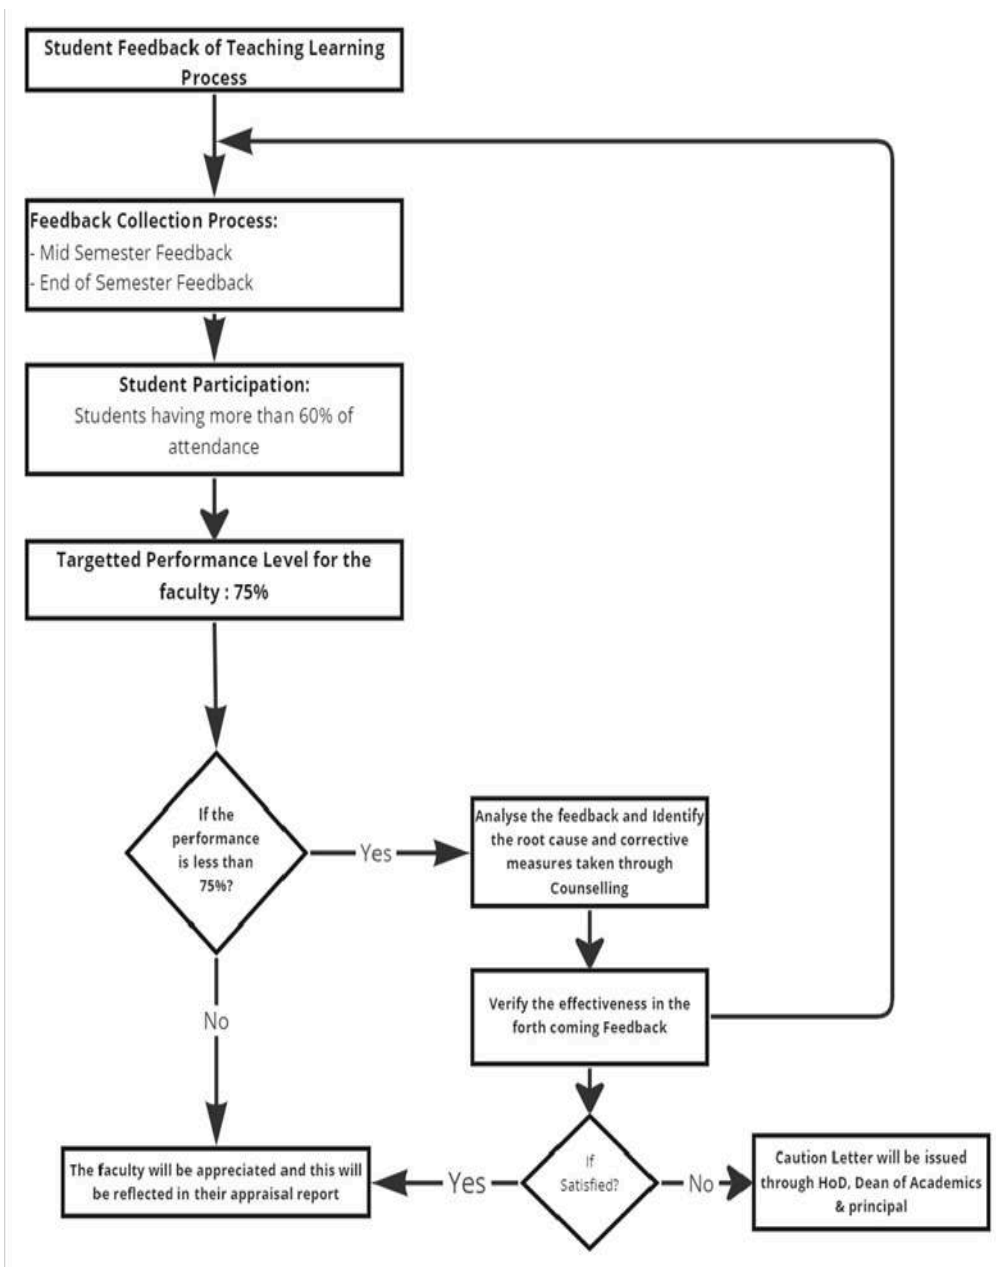 Student Feedback of Teaching Learning
Process
Feedback Collection Process:
- Mid Semester Feedback
- End of Semester Feedback
Student Participation:
Students having more than 60% of
attendance
Targetted Performance Level for the
faculty : 75%
If the
performance
is less than
75%?
Yes
Analyse the feedback and Identify
the root cause and corrective
measures taken through
Counselling
Verify the effectiveness in the
forth coming Feedback
No
The faculty will be appreciated and this will
be reflected in their appraisal report
Yes
If
Satisfied?
No
Caution Letter will be issued
through HoD, Dean of Academics
& principal